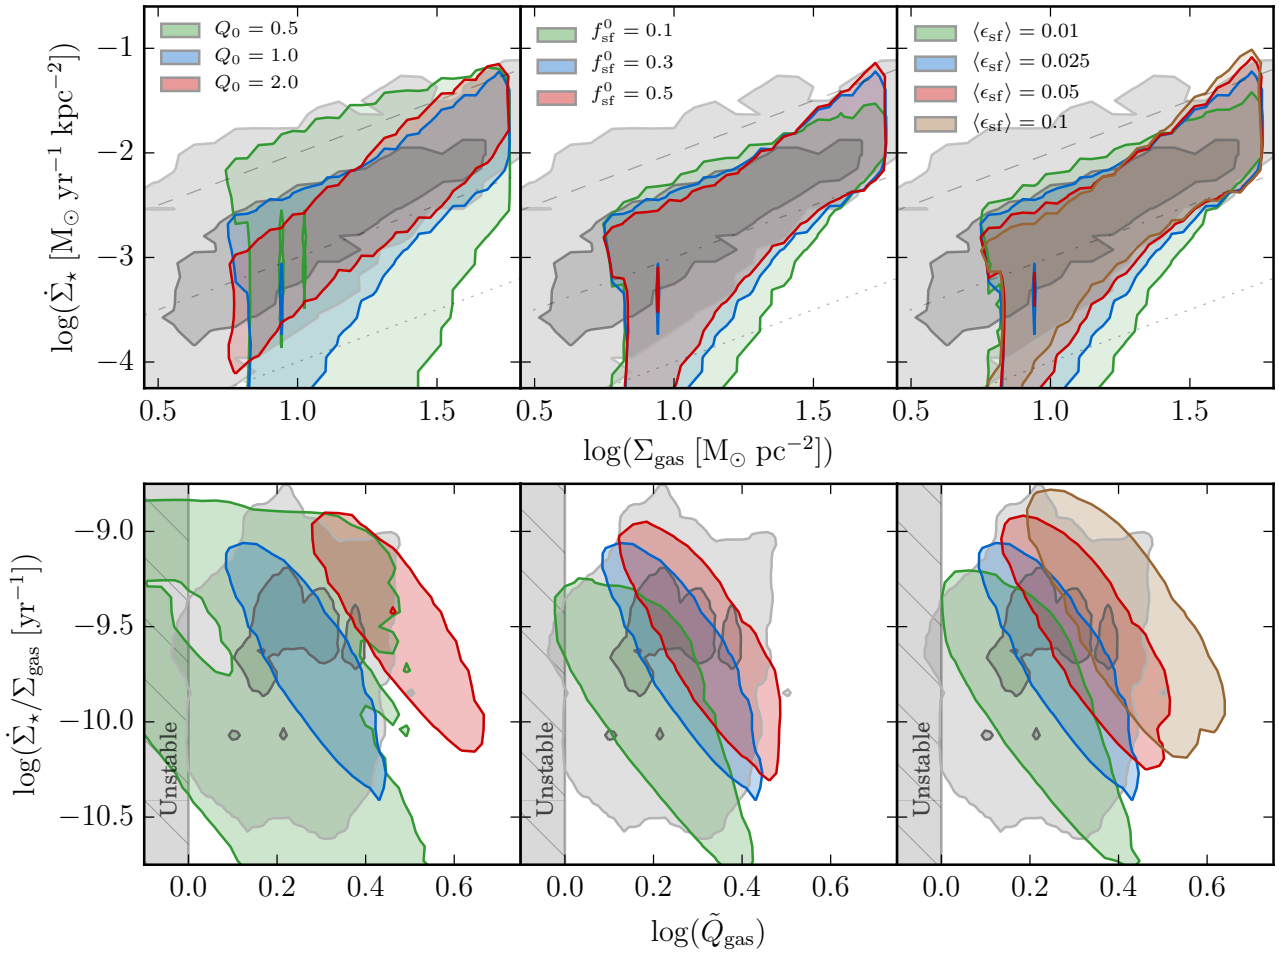 Q₀ = 0.5
Q₀ = 1.0
Q₀ = 2.0
f⁰sf = 0.1
f⁰sf = 0.3
f⁰sf = 0.5
⟨ϵsf⟩ = 0.01
⟨ϵsf⟩ = 0.025
⟨ϵsf⟩ = 0.05
⟨ϵsf⟩ = 0.1
log(Σ̇⋆ [M⊙ yr⁻¹ kpc⁻²])
−1
−2
−3
−4
0.5 1.0 1.5 0.5 1.0 1.5 0.5 1.0 1.5
log(Σgas [M⊙ pc⁻²])
log(Σ̇⋆/Σgas [yr⁻¹])
−9.0
−9.5
−10.0
−10.5
Unstable Unstable Unstable
0.0 0.2 0.4 0.6 0.0 0.2 0.4 0.6 0.0 0.2 0.4 0.6
log(Q̃gas)